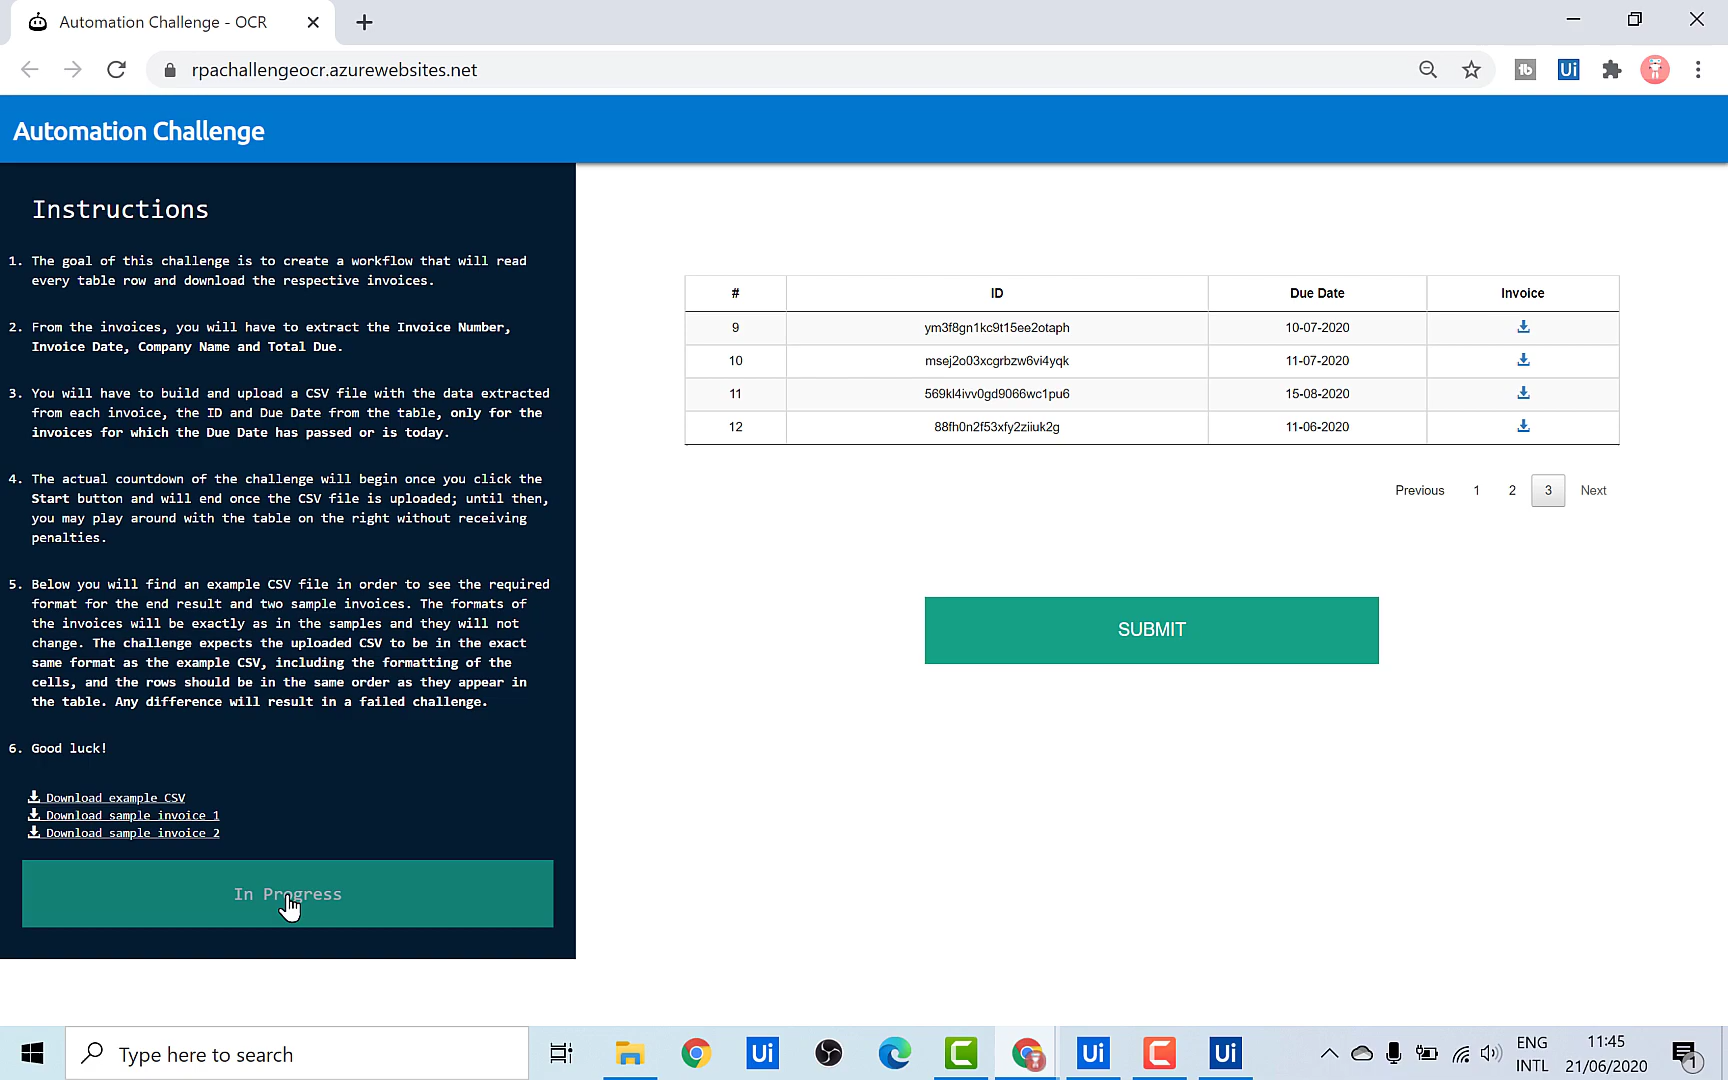 Automation Challenge - OCR
rpachallengeocr.azurewebsites.net
Automation Challenge
Instructions
1. The goal of this challenge is to create a workflow that will read
every table row and download the respective invoices.
2. From the invoices, you will have to extract the Invoice Number,
Invoice Date, Company Name and Total Due.
3. You will have to build and upload a CSV file with the data extracted
from each invoice, the ID and Due Date from the table, only for the
invoices for which the Due Date has passed or is today.
4. The actual countdown of the challenge will begin once you click the
Start button and will end once the CSV file is uploaded; until then,
you may play around with the table on the right without receiving
penalties.
5. Below you will find an example CSV file in order to see the required
format for the end result and two sample invoices. The formats of
the invoices will be exactly as in the samples and they will not
change. The challenge expects the uploaded CSV to be in the exact
same format as the example CSV, including the formatting of the
cells, and the rows should be in the same order as they appear in
the table. Any difference will result in a failed challenge.
6. Good luck!
Download example CSV
Download sample invoice 1
Download sample invoice 2
In Progress
# ID Due Date Invoice
9 ym3f8gn1kc9t15ee2otaph 10-07-2020
10 msej2o03xcgrbzw6vi4yqk 11-07-2020
11 569kl4ivv0gd9066wc1pu6 15-08-2020
12 88fh0n2f53xfy2ziiuk2g 11-06-2020
Previous 1 2 3 Next
SUBMIT
Type here to search
Ui
Ui
Ui
Ui
ENG
INTL
11:45
21/06/2020
1